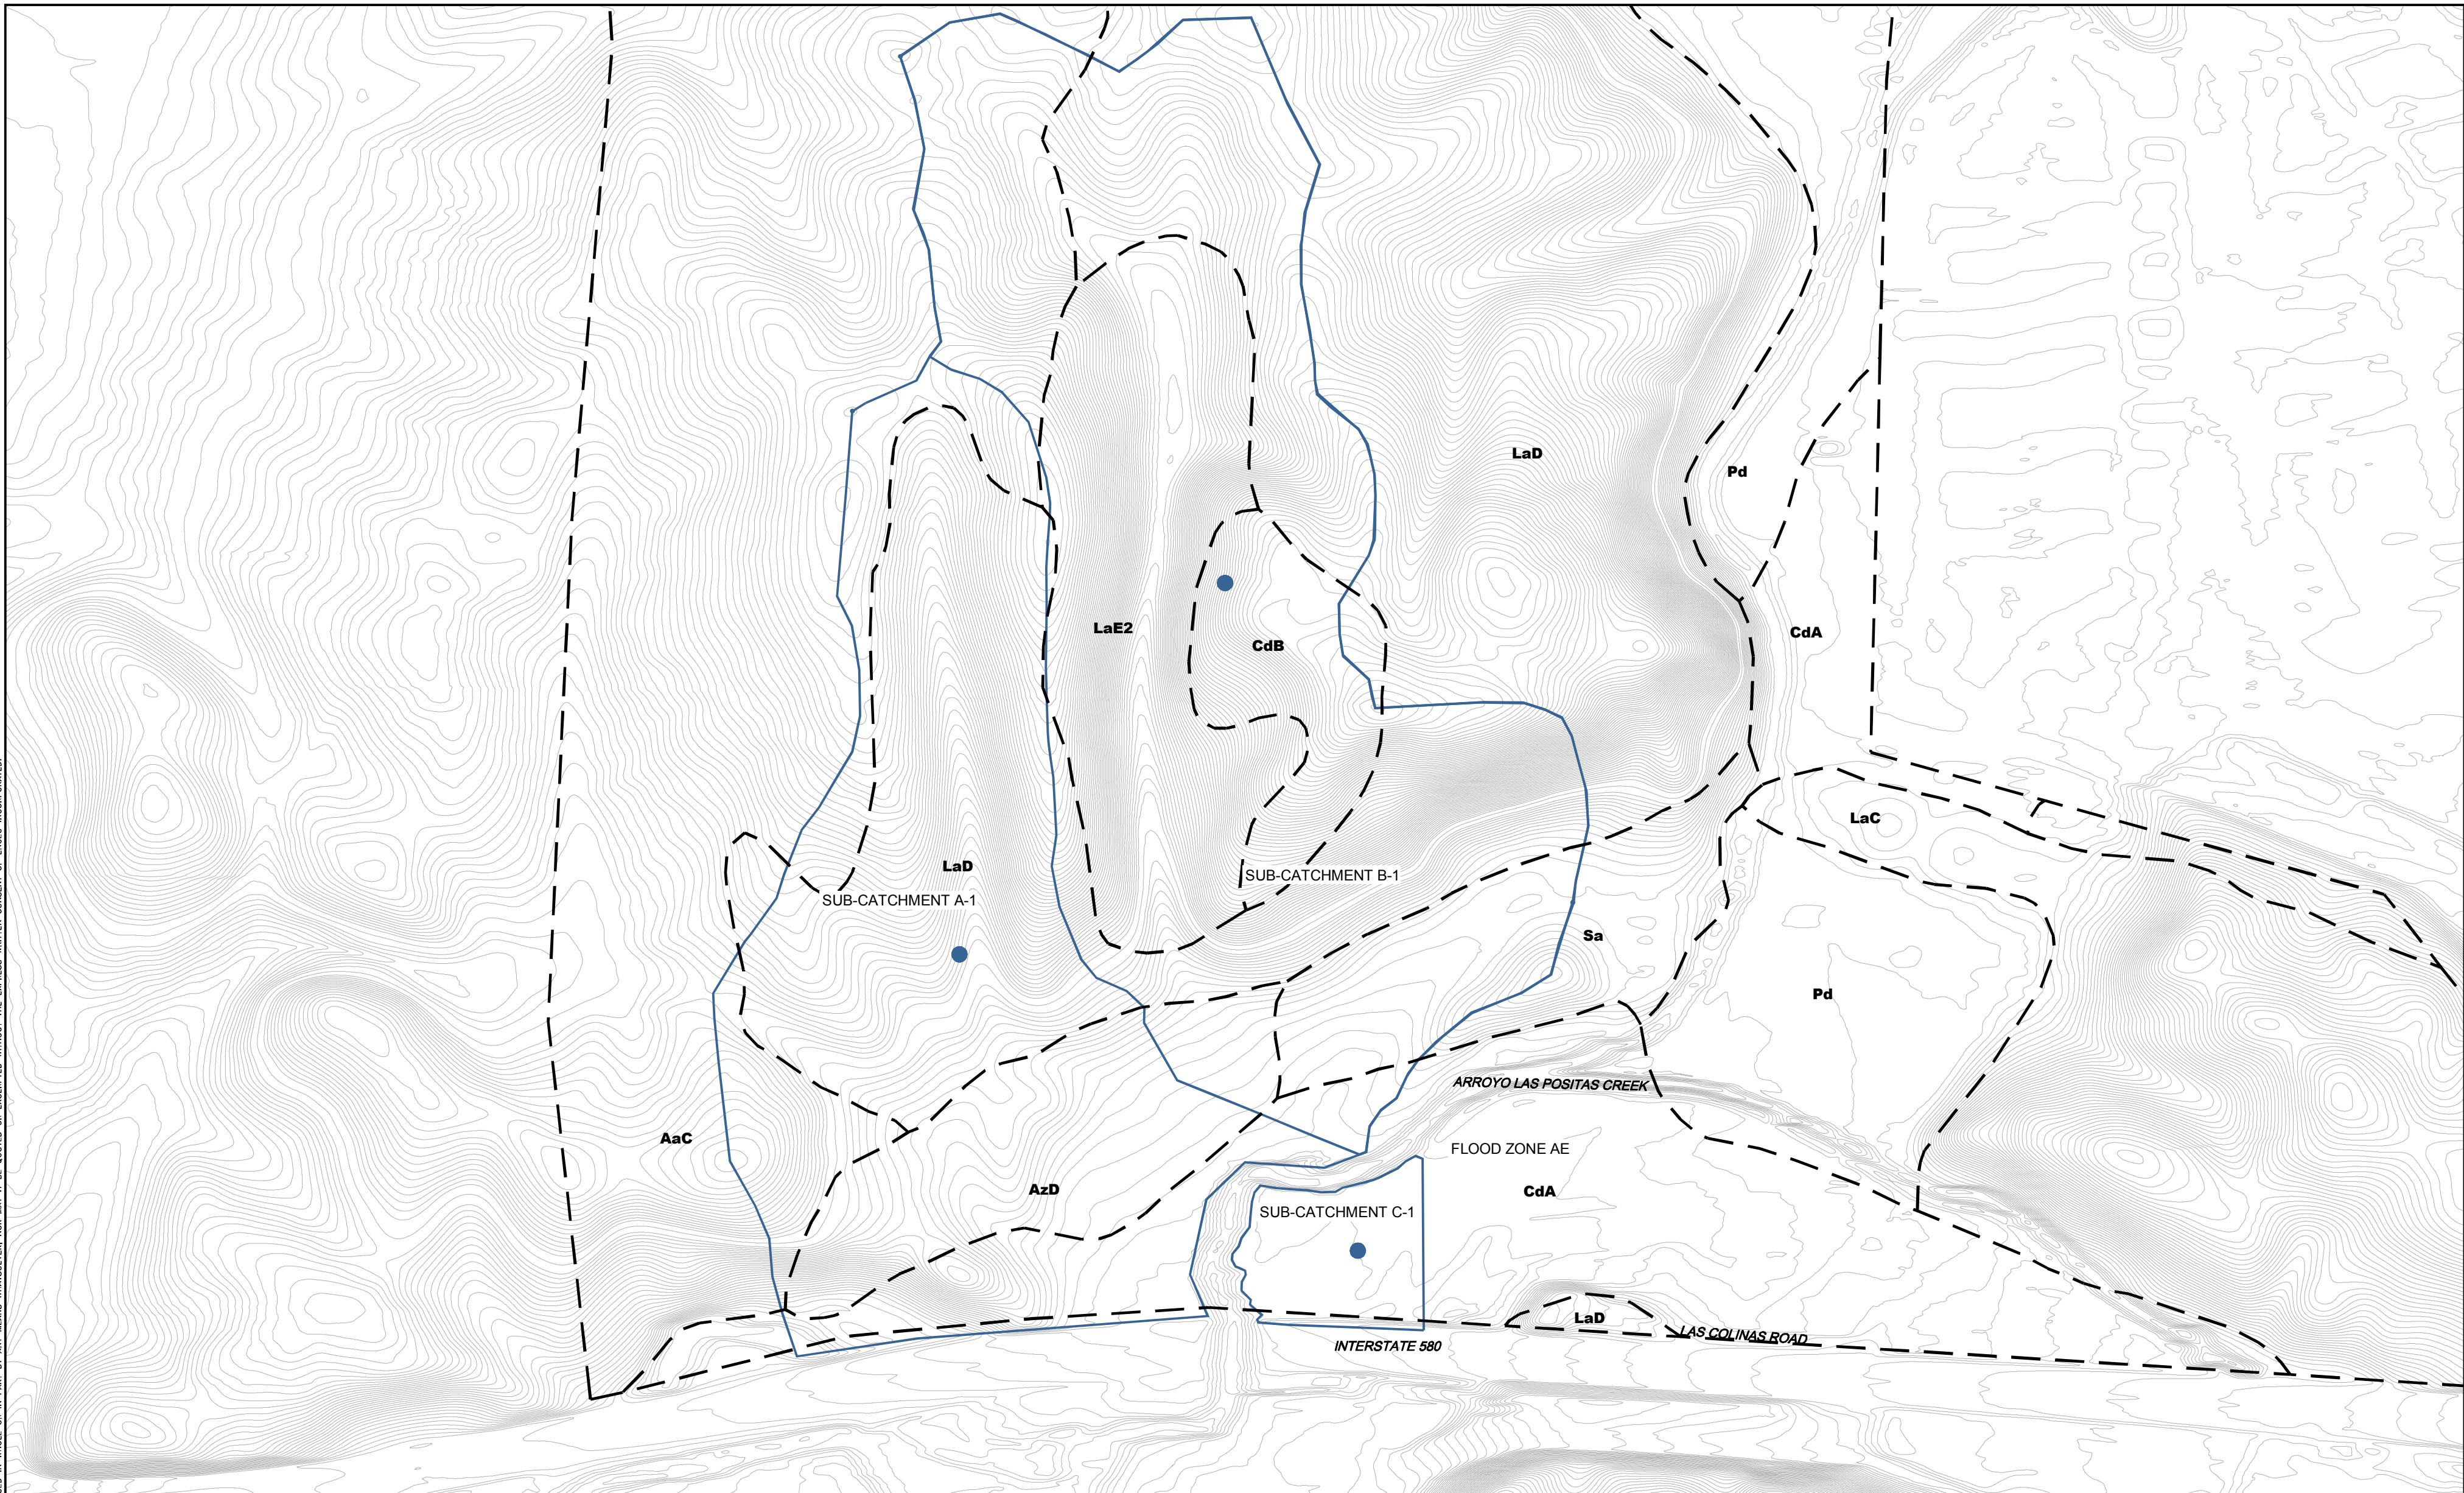 LaD
Pd
LaE2
CdA
CdB
LaC
LaD
SUB-CATCHMENT B-1
SUB-CATCHMENT A-1
Sa
Pd
ARROYO LAS POSITAS CREEK
AaC
FLOOD ZONE AE
AzD
CdA
SUB-CATCHMENT C-1
LaD
LAS COLINAS ROAD
INTERSTATE 580